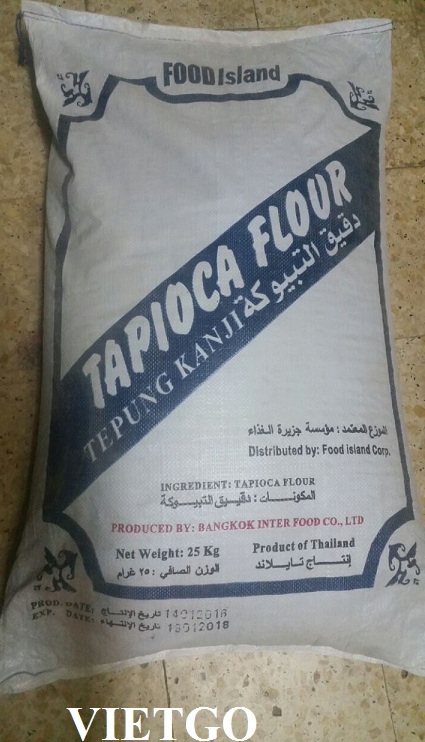 FOOD Island
TAPIOCA FLOUR
دقيق التبيوكة
TEPUNG KANJI
الموزع المعتمد : مؤسسة جزيرة الغذاء
Distributed by: Food island Corp.
INGREDIENT: TAPIOCA FLOUR
المكونات : دقيق التبيوكة
PRODUCED BY: BANGKOK INTER FOOD CO., LTD
Net Weight: 25 Kg
الوزن الصافي : ٢٥ غرام
Product of Thailand
إنتاج تايلاند
PROD. DATE: تاريخ الإنتاج: 14012016
EXP. DATE: تاريخ الإنتهاء: 13012018
VIETGO